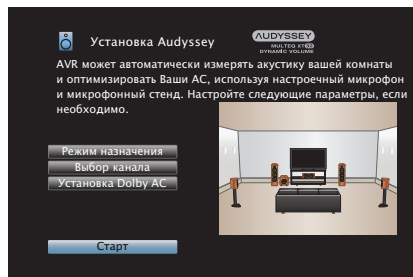 Установка Audyssey
AUDYSSEY
MULTEQ XT32
DYNAMIC VOLUME
AVR может автоматически измерять акустику вашей комнаты
и оптимизировать Ваши АС, используя настроечный микрофон
и микрофонный стенд. Настройте следующие параметры, если
необходимо.
Режим назначения
Выбор канала
Установка Dolby АС
Старт